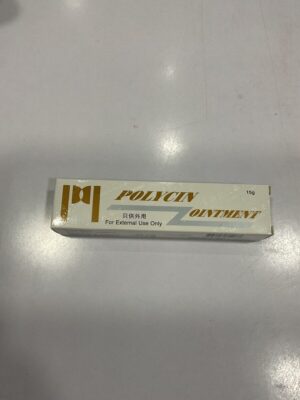 POLYCIN
15g
OINTMENT
只供外用
For External Use Only